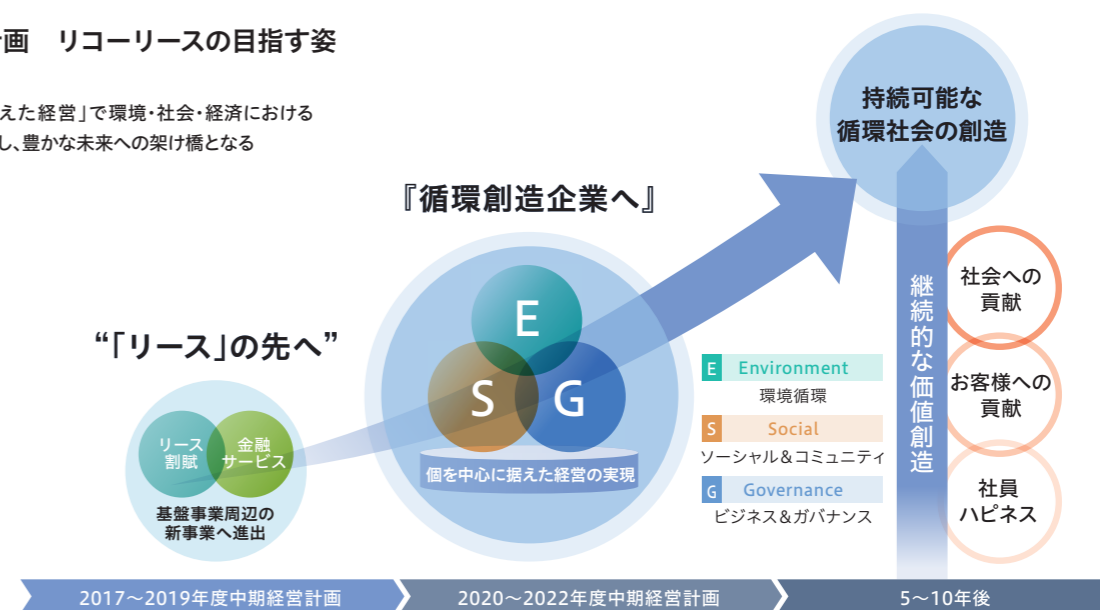 画 リコーリースの目指す姿
えた経営」で環境・社会・経済における
し、豊かな未来への架け橋となる
持続可能な
循環社会の創造
『循環創造企業へ』
“「リース」の先へ”
E
S
G
個を中心に据えた経営の実現
リース
割賦
金融
サービス
基盤事業周辺の
新事業へ進出
E Environment
環境循環
S Social
ソーシャル&コミュニティ
G Governance
ビジネス&ガバナンス
継続的な価値創造
社会への
貢献
お客様への
貢献
社員
ハピネス
2017～2019年度中期経営計画
2020～2022年度中期経営計画
5～10年後